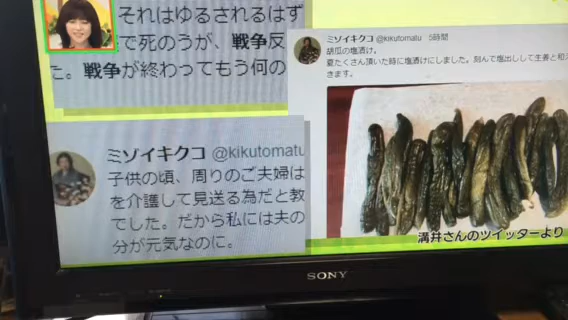 それはゆるされるはず
で死のうが、戦争反
た。戦争が終わってもう何の
ミゾイキクコ @kikutomatu
子供の頃、周りのご夫婦は
を介護して見送る為だと教
でした。だから私には夫の
分が元気なのに。
ミゾイキクコ @kikutomatu 5時間
胡瓜の塩漬け。
夏たくさん頂いた時に塩漬けにしました。刻んで塩出しして生姜と和え
きます。
溝井さんのツイッターより
SONY